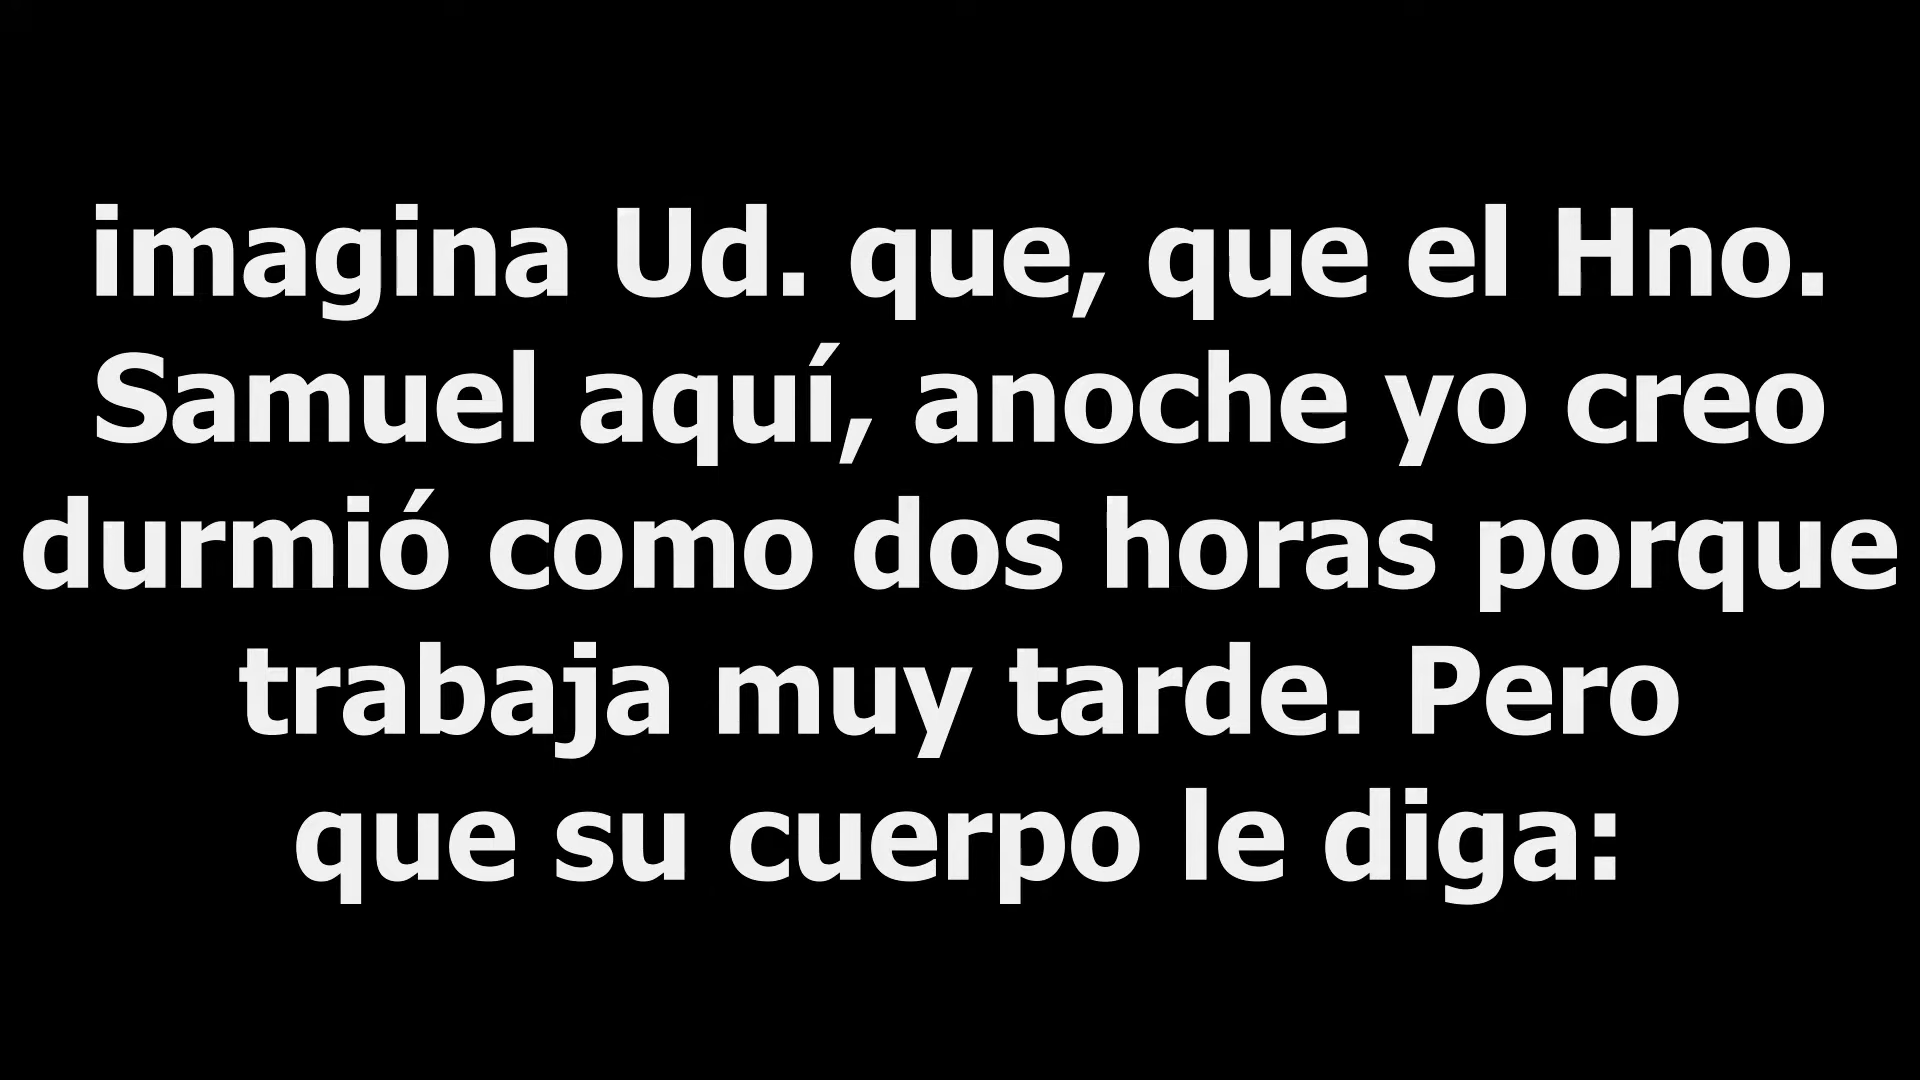 imagina Ud. que, que el Hno.
Samuel aquí, anoche yo creo
durmió como dos horas porque
trabaja muy tarde. Pero
que su cuerpo le diga: